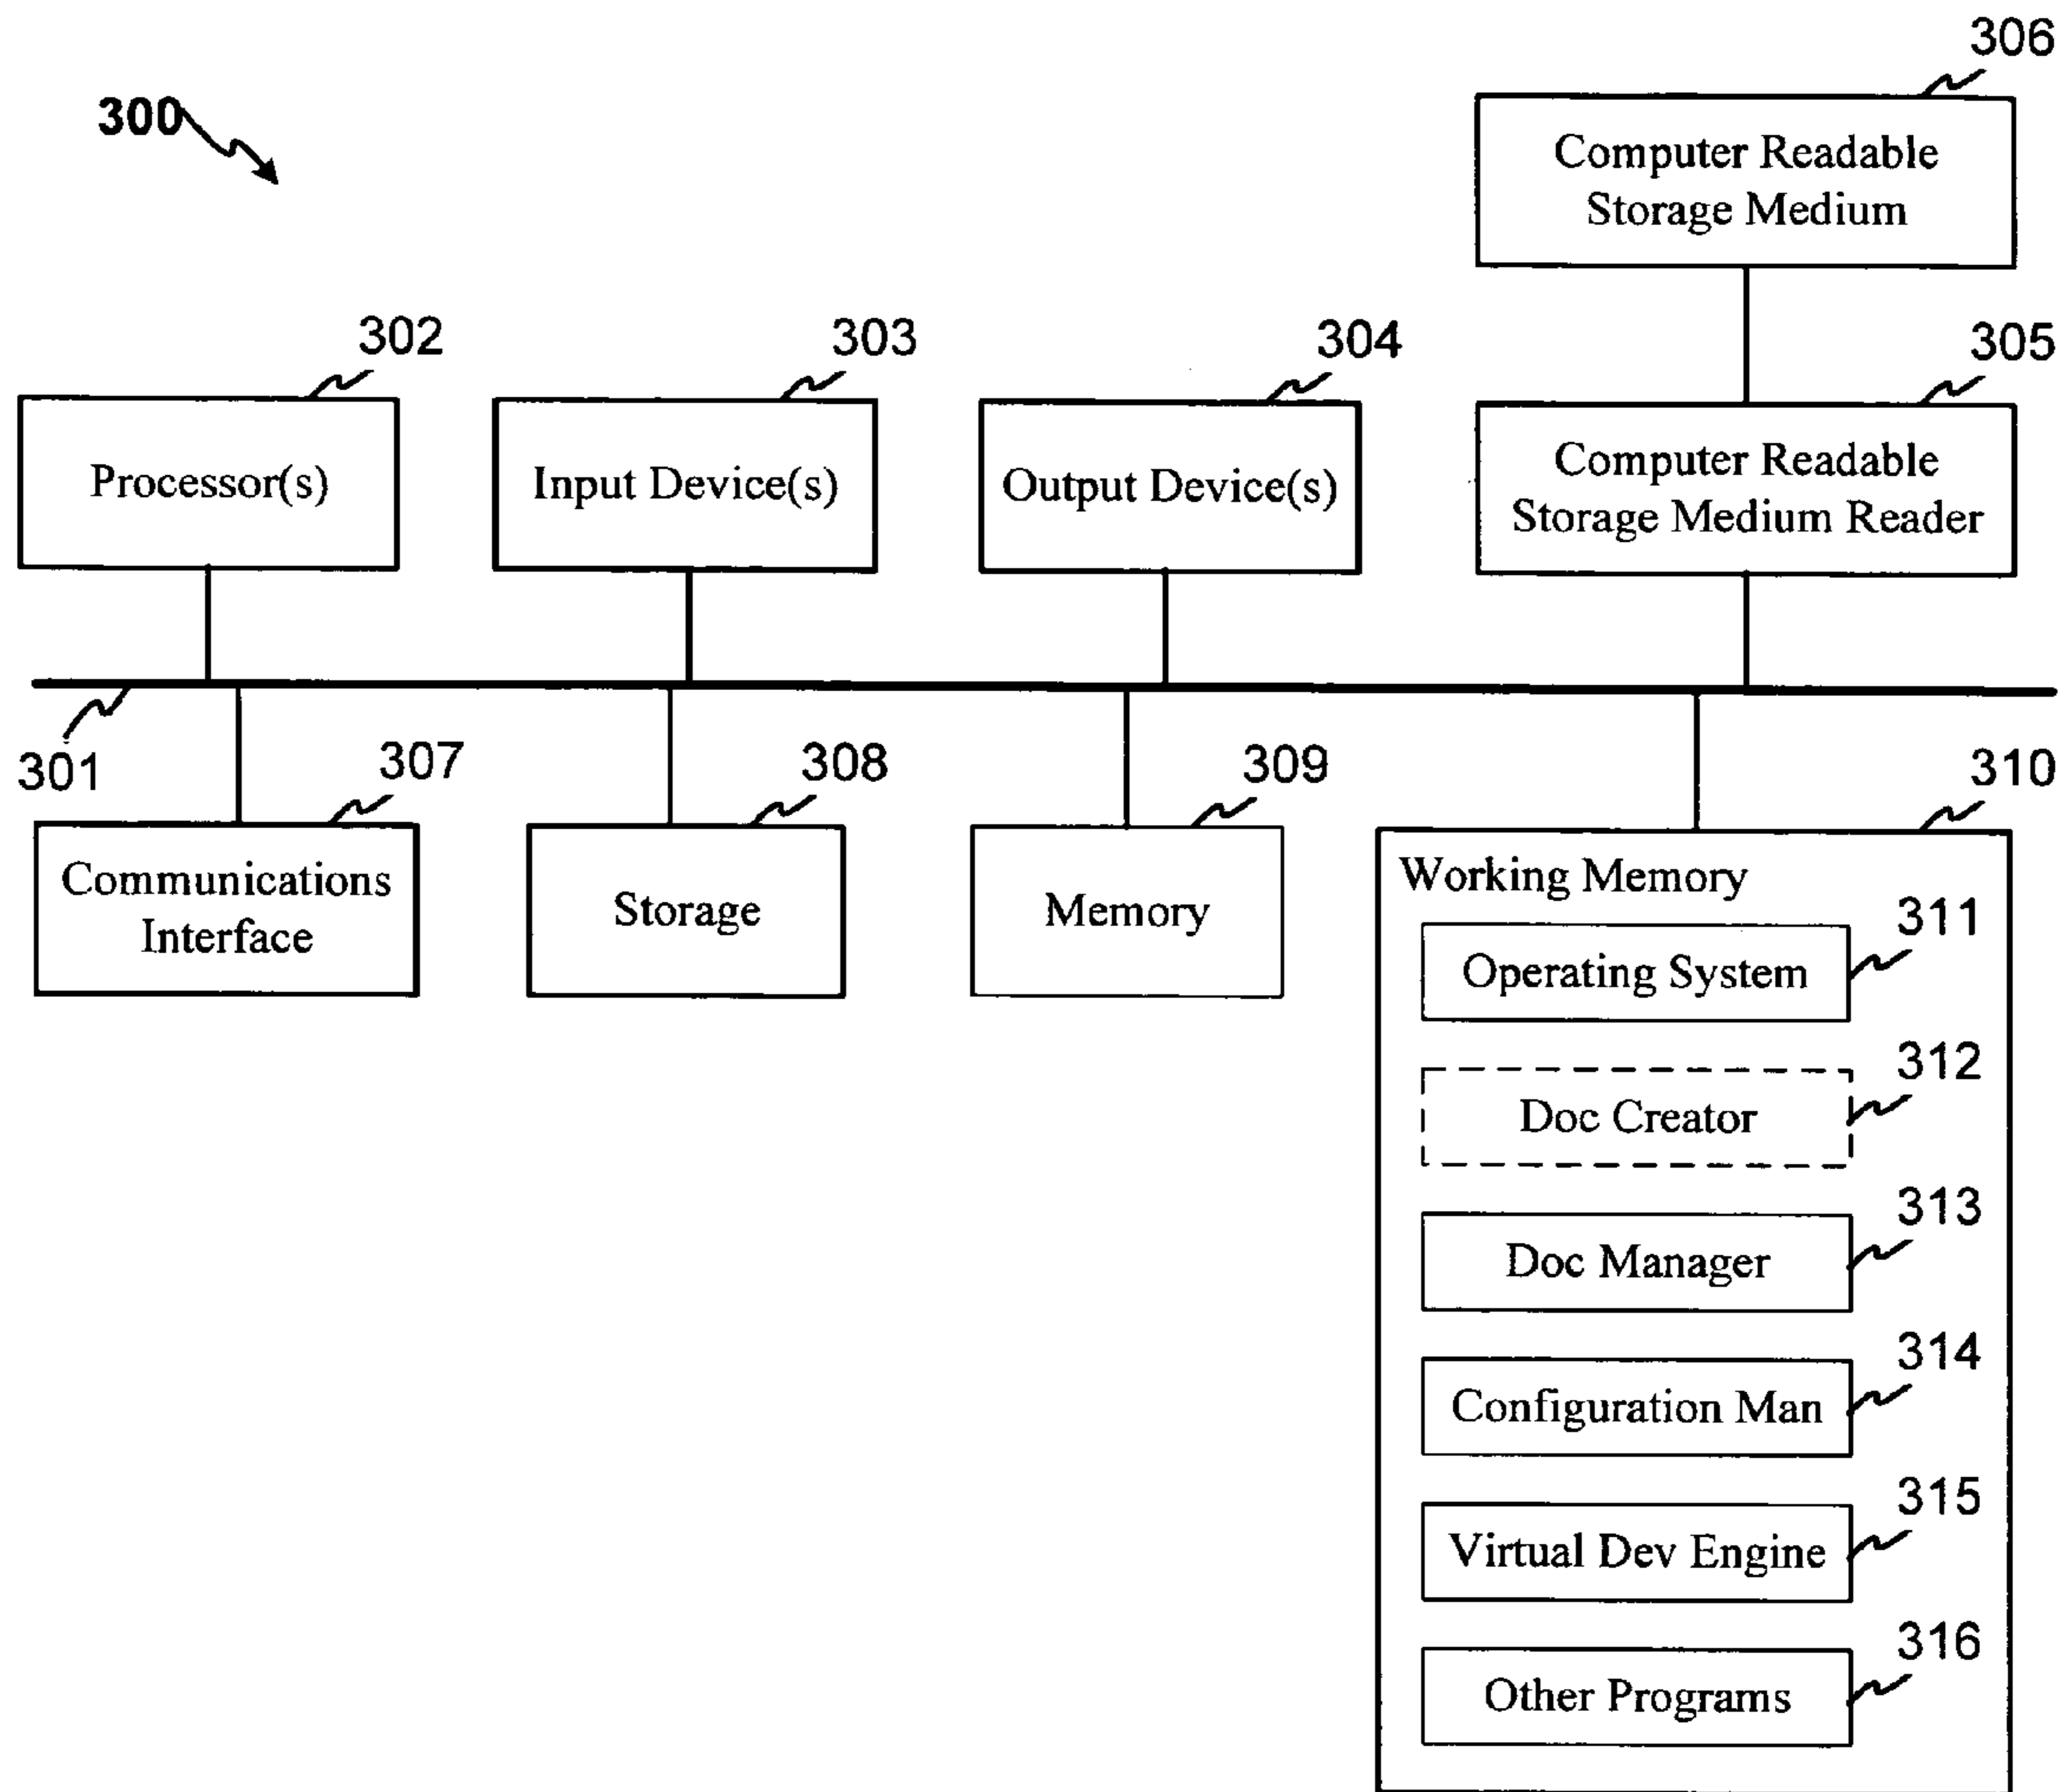 306
300
Computer Readable
Storage Medium
302
303
304
305
Processor(s)
Input Device(s)
Output Device(s)
Computer Readable
Storage Medium Reader
301
307
308
309
310
Communications
Interface
Storage
Memory
Working Memory
311
Operating System
312
Doc Creator
313
Doc Manager
314
Configuration Man
315
Virtual Dev Engine
316
Other Programs